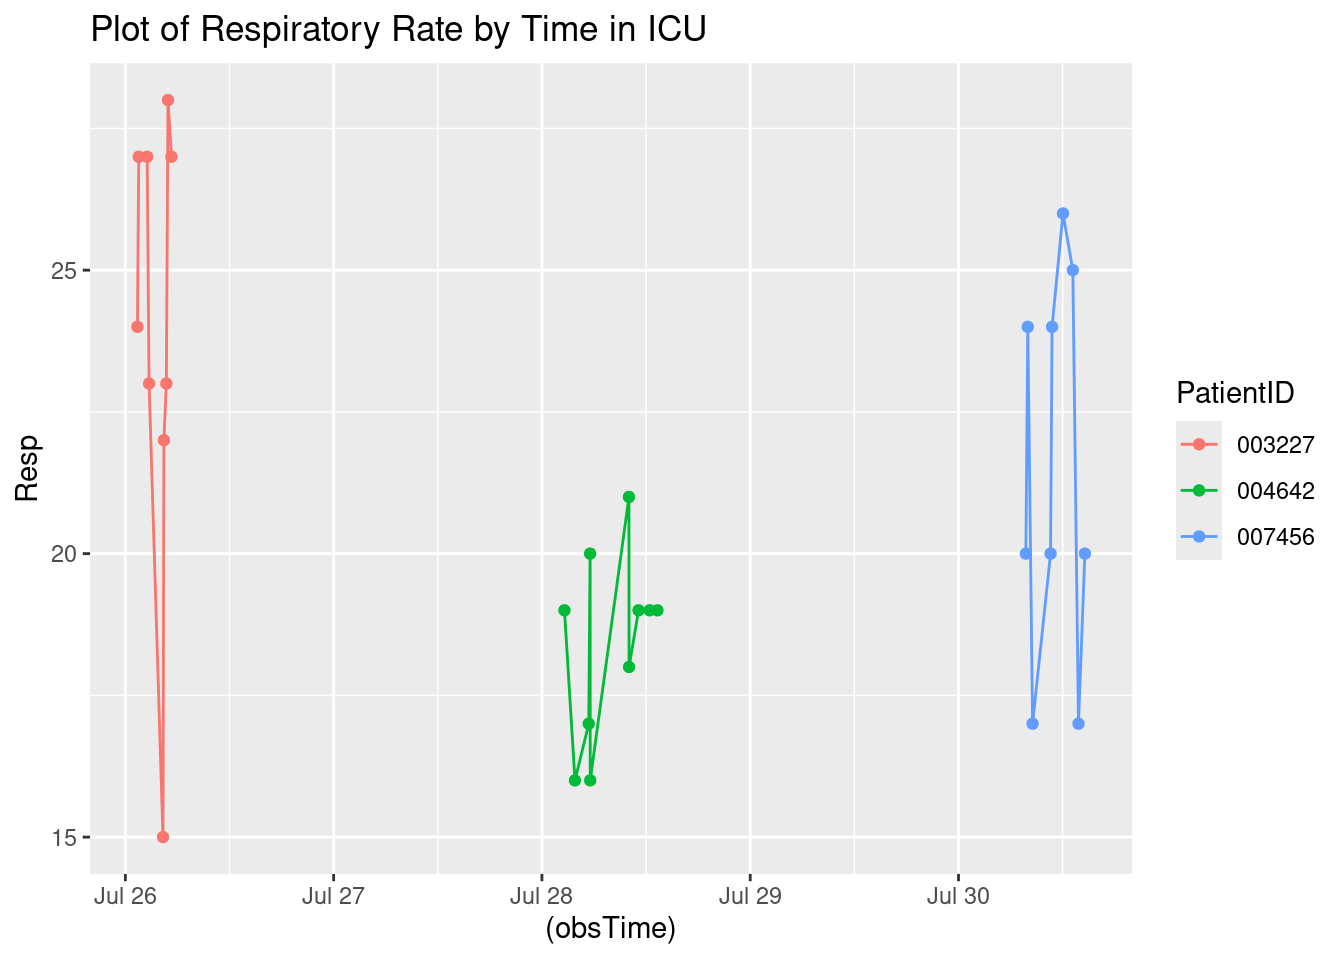 Plot of Respiratory Rate by Time in ICU
Resp
25
20
15
Jul 26
Jul 27
Jul 28
Jul 29
Jul 30
(obsTime)
PatientID
003227
004642
007456